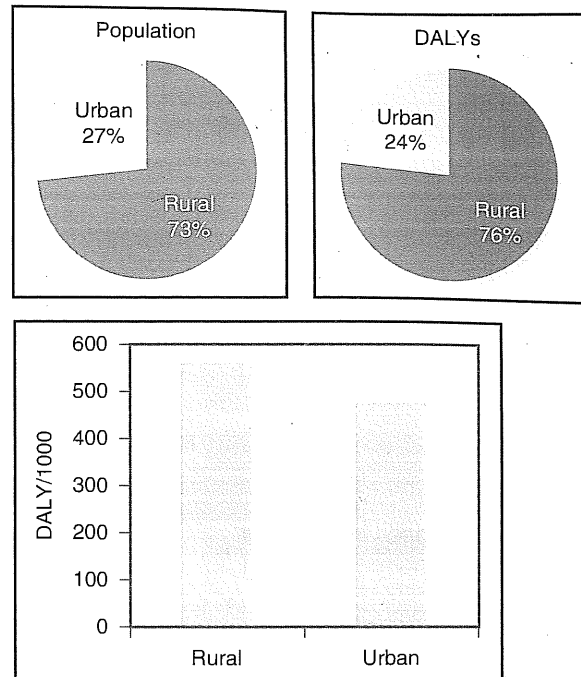 Population
Urban
27%
Rural
73%
DALYs
Urban
24%
Rural
76%
600
500
400
300
200
100
0
DALY/1000
Rural
Urban